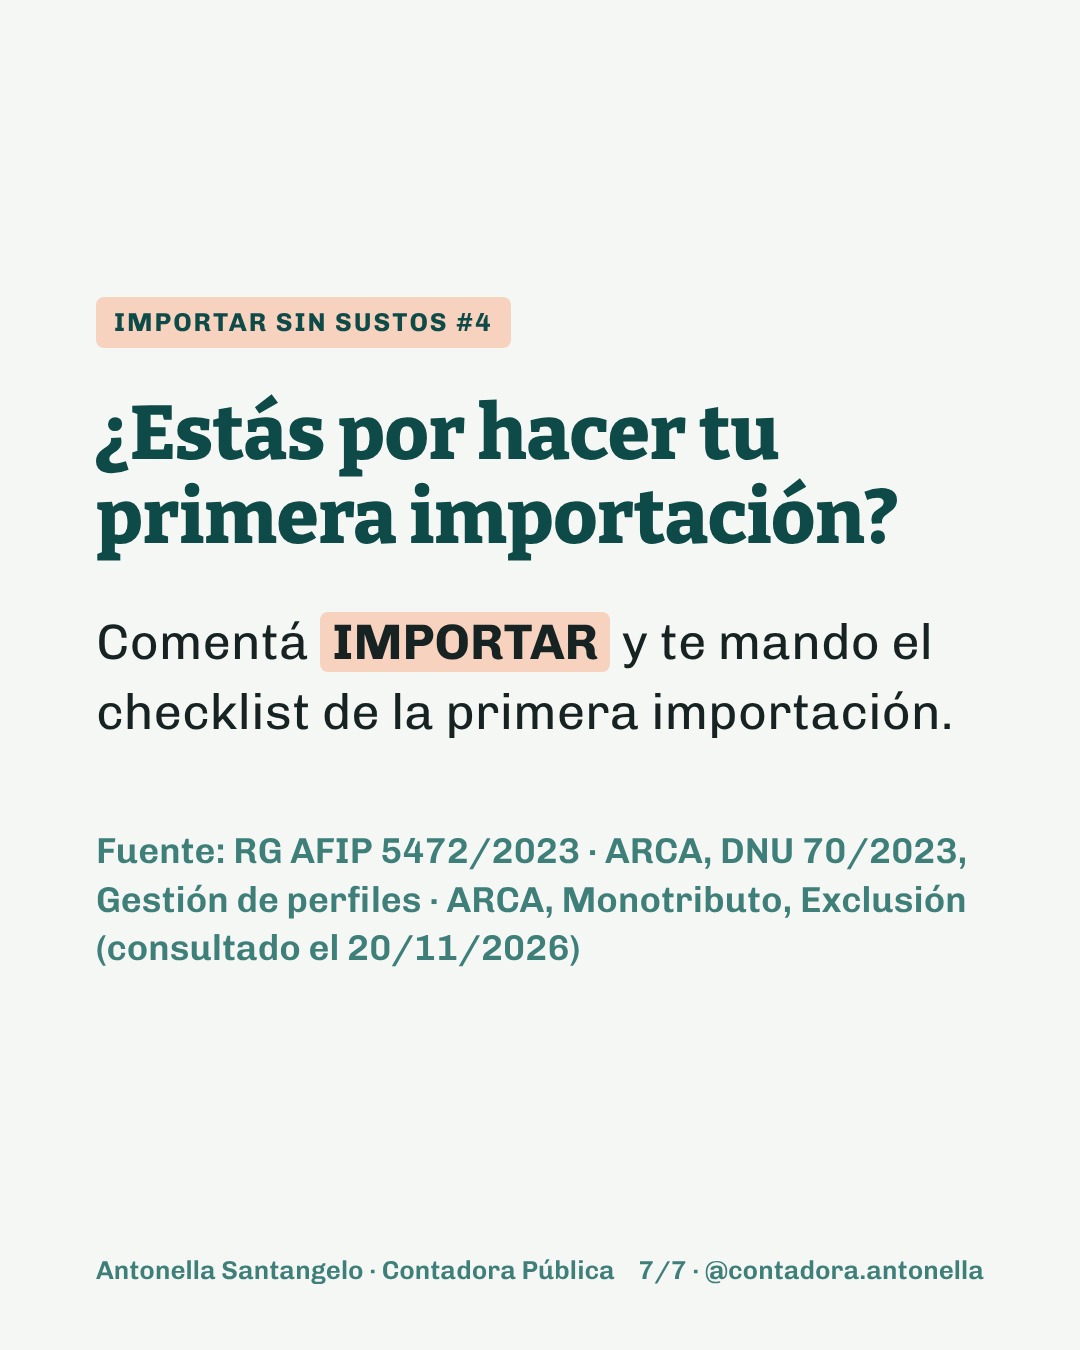 IMPORTAR SIN SUSTOS #4
¿Estás por hacer tu
primera importación?
Comentá IMPORTAR y te mando el
checklist de la primera importación.
Fuente: RG AFIP 5472/2023 · ARCA, DNU 70/2023,
Gestión de perfiles · ARCA, Monotributo, Exclusión
(consultado el 20/11/2026)
Antonella Santangelo · Contadora Pública 7/7 · @contadora.antonella